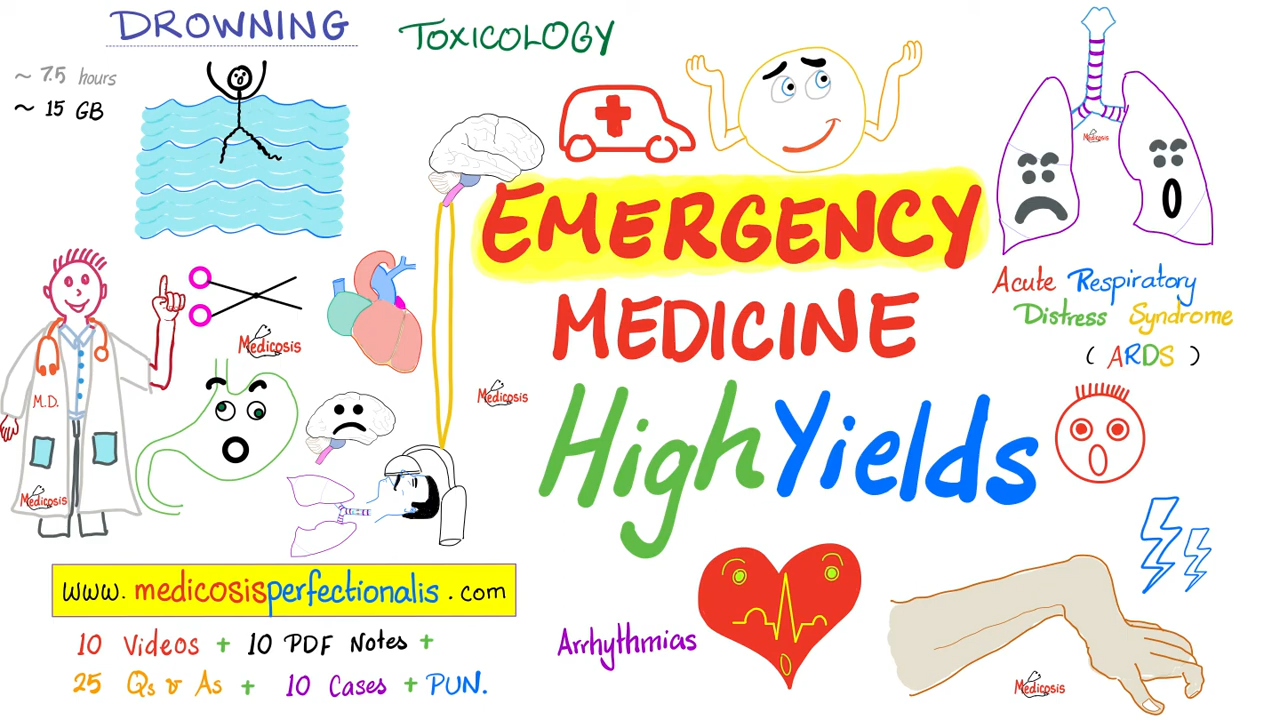 DROWNING
TOXICOLOGY
~ 7.5 hours
~ 15 GB
Medicosis
EMERGENCY
MEDICINE
High Yields
Acute Respiratory
Distress Syndrome
( ARDS )
Medicosis
Medicosis
M.D.
Medicosis
www.medicosisperfectionalis.com
10 Videos + 10 PDF Notes +
25 Qs & As + 10 Cases + PUN.
Arrhythmias
Medicosis